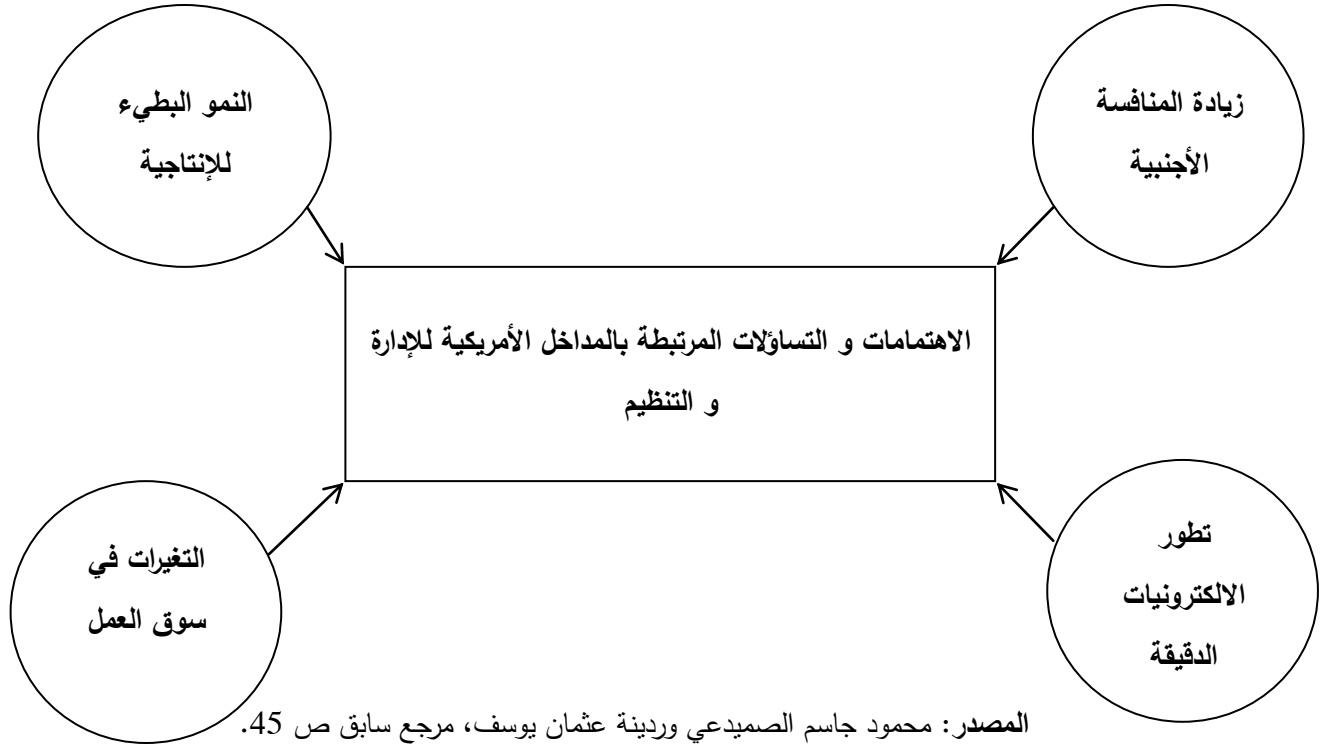 زيادة المنافسة
الأجنبية
النمو البطيء
للإنتاجية
الاهتمامات و التساؤلات المرتبطة بالمداخل الأمريكية للإدارة
و التنظيم
تطور
الالكترونيات
الدقيقة
التغيرات في
سوق العمل
المصدر: محمود جاسم الصميدعي وردينة عثمان يوسف، مرجع سابق ص 45.